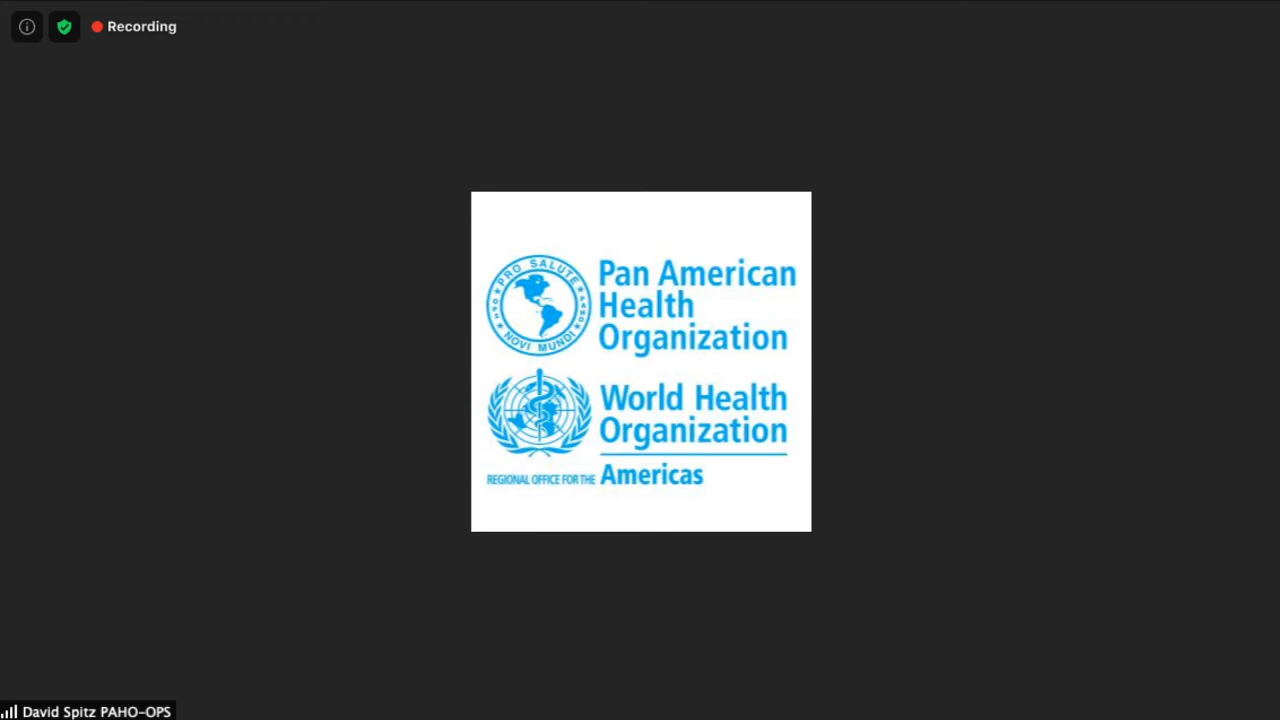 Recording
PRO SALUTE
NOVI MUNDI
Pan American
Health
Organization
World Health
Organization
REGIONAL OFFICE FOR THE Americas
David Spitz PAHO-OPS